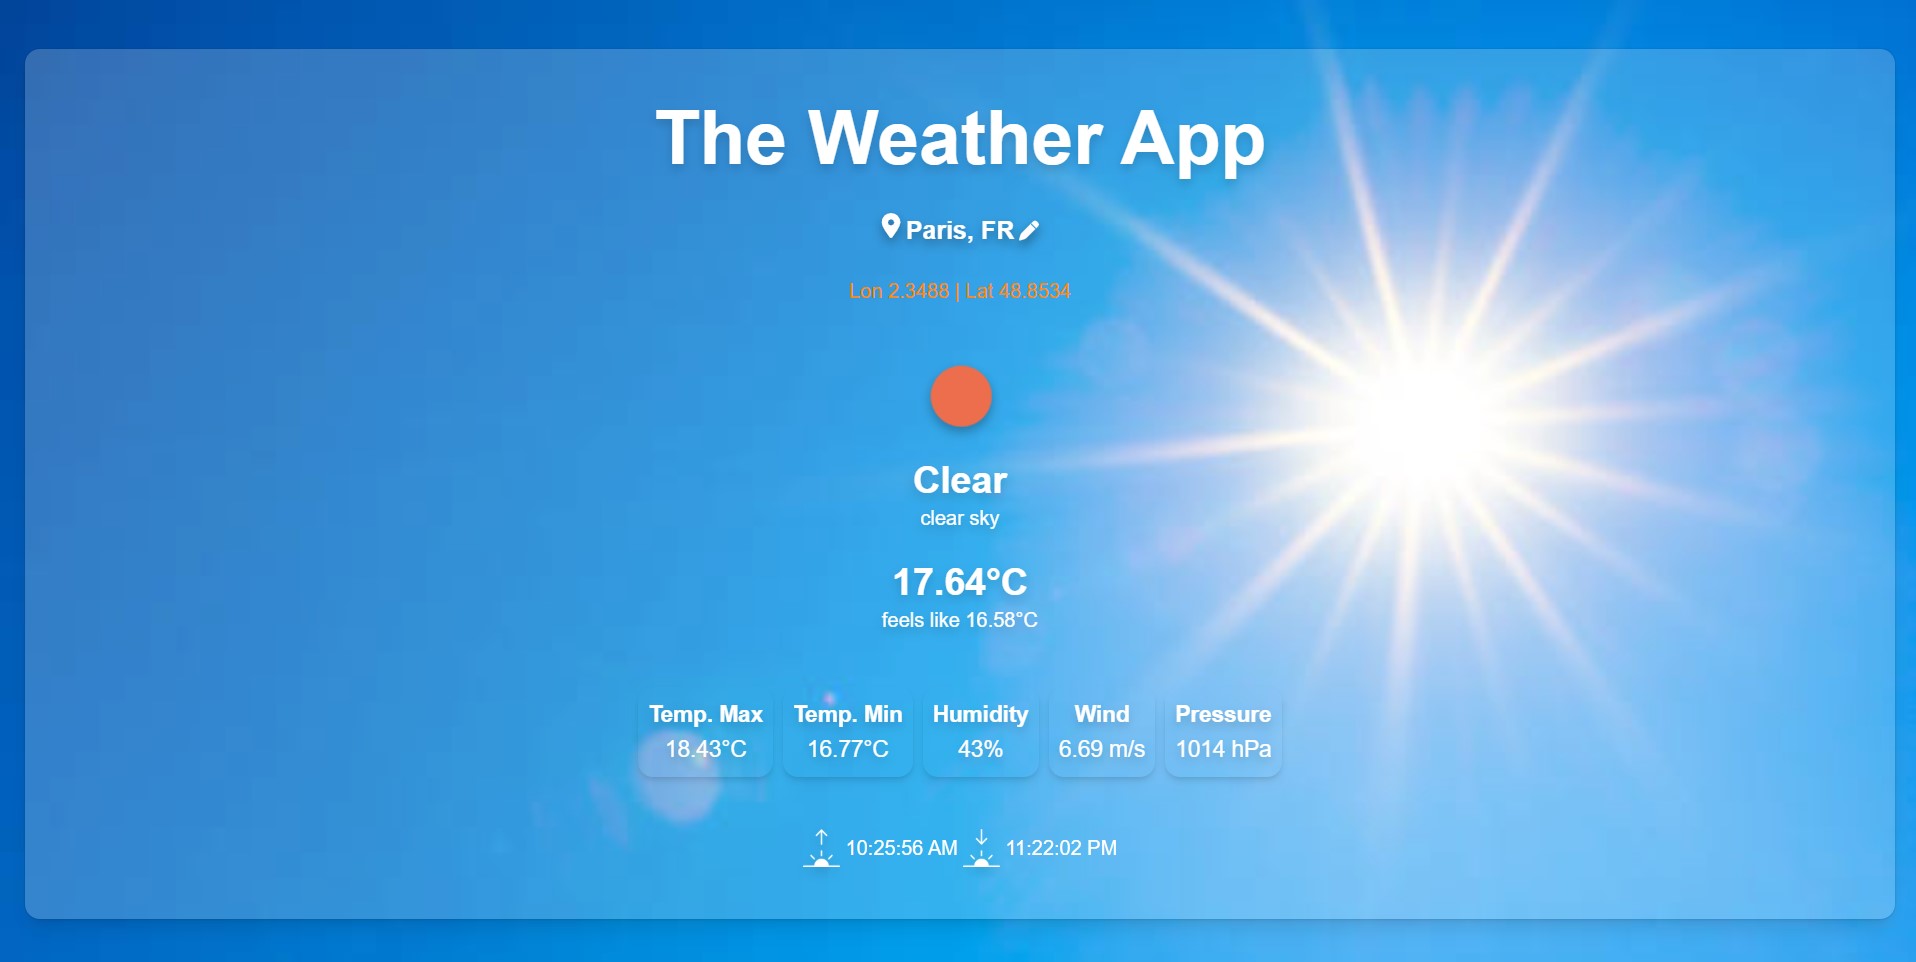 The Weather App
Paris, FR
Lon 2.3488 | Lat 48.8534
Clear
clear sky
17.64°C
feels like 16.58°C
Temp. Max Temp. Min Humidity Wind Pressure
18.43°C 16.77°C 43% 6.69 m/s 1014 hPa
10:25:56 AM 11:22:02 PM